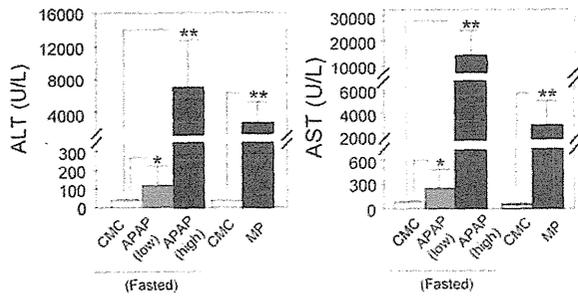 16000
12000
8000
4000
300
200
100
0
ALT (U/L)
**
*
**
CMC
APAP (low)
APAP (high)
CMC
MP
(Fasted)
30000
20000
10000
6000
4000
2000
600
300
0
AST (U/L)
**
*
**
CMC
APAP (low)
APAP (high)
CMC
MP
(Fasted)